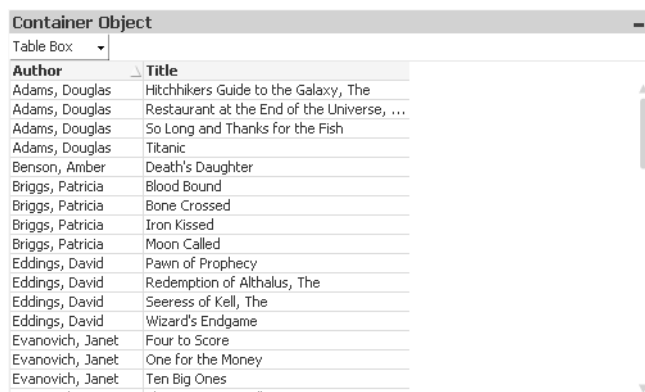 Container Object
Table Box
Author Title
Adams, Douglas Hitchhikers Guide to the Galaxy, The
Adams, Douglas Restaurant at the End of the Universe, ...
Adams, Douglas So Long and Thanks for the Fish
Adams, Douglas Titanic
Benson, Amber Death's Daughter
Briggs, Patricia Blood Bound
Briggs, Patricia Bone Crossed
Briggs, Patricia Iron Kissed
Briggs, Patricia Moon Called
Eddings, David Pawn of Prophecy
Eddings, David Redemption of Althalus, The
Eddings, David Seeress of Kell, The
Eddings, David Wizard's Endgame
Evanovich, Janet Four to Score
Evanovich, Janet One for the Money
Evanovich, Janet Ten Big Ones